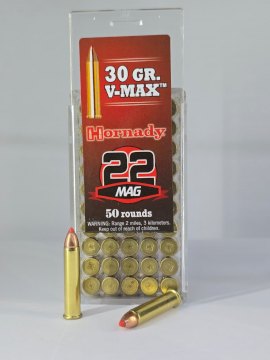 30 GR.
V-MAX™
Hornady
22
MAG
50 rounds
WARNING: Range 2 miles, 3 kilometers.
Keep out of reach of children.